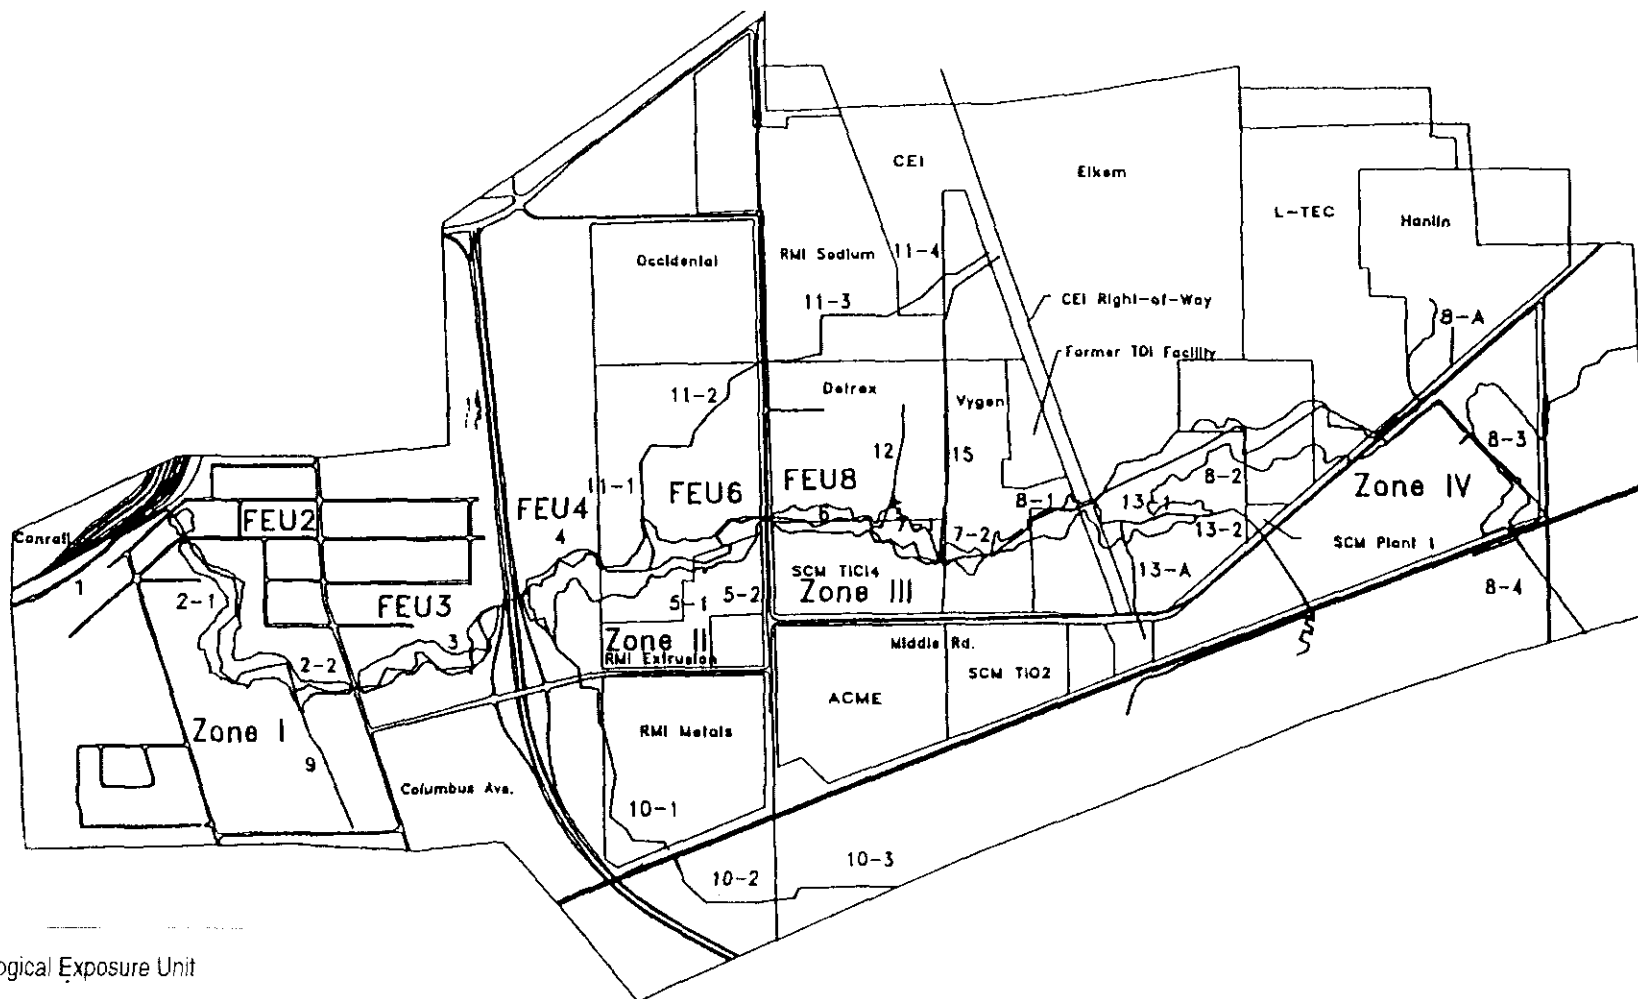 CEI
Elkem
L-TEC
Hanlin
Occidental
RMI Sodium
11-4
11-3
CEI Right-of-Way
8-A
Former TDI Facility
11-2
Detrex
Vygen
12
15
8-3
8-2
Zone IV
11-1
FEU6
FEU8
8-1
13-1
FEU4
4
FEU2
Conrail
6
7
7-2
13-2
SCM Plant 1
SCM TiCl4
13-A
1
2-1
FEU3
5-1
5-2
Zone III
8-4
3
Zone II
Middle Rd.
2-2
RMI Extrusion
SCM TiO2
ACME
Zone I
RMI Metals
9
Columbus Ave.
10-1
10-2
10-3
ogical Exposure Unit